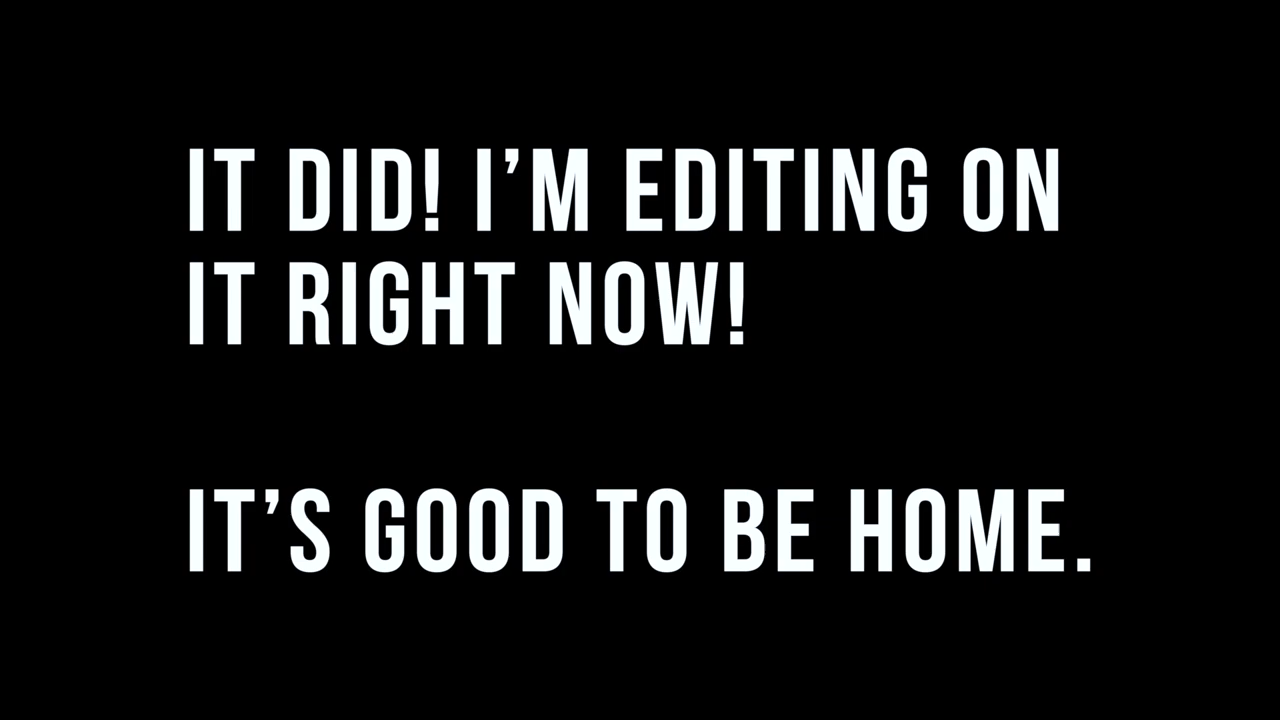 IT DID! I’M EDITING ON
IT RIGHT NOW!
IT’S GOOD TO BE HOME.